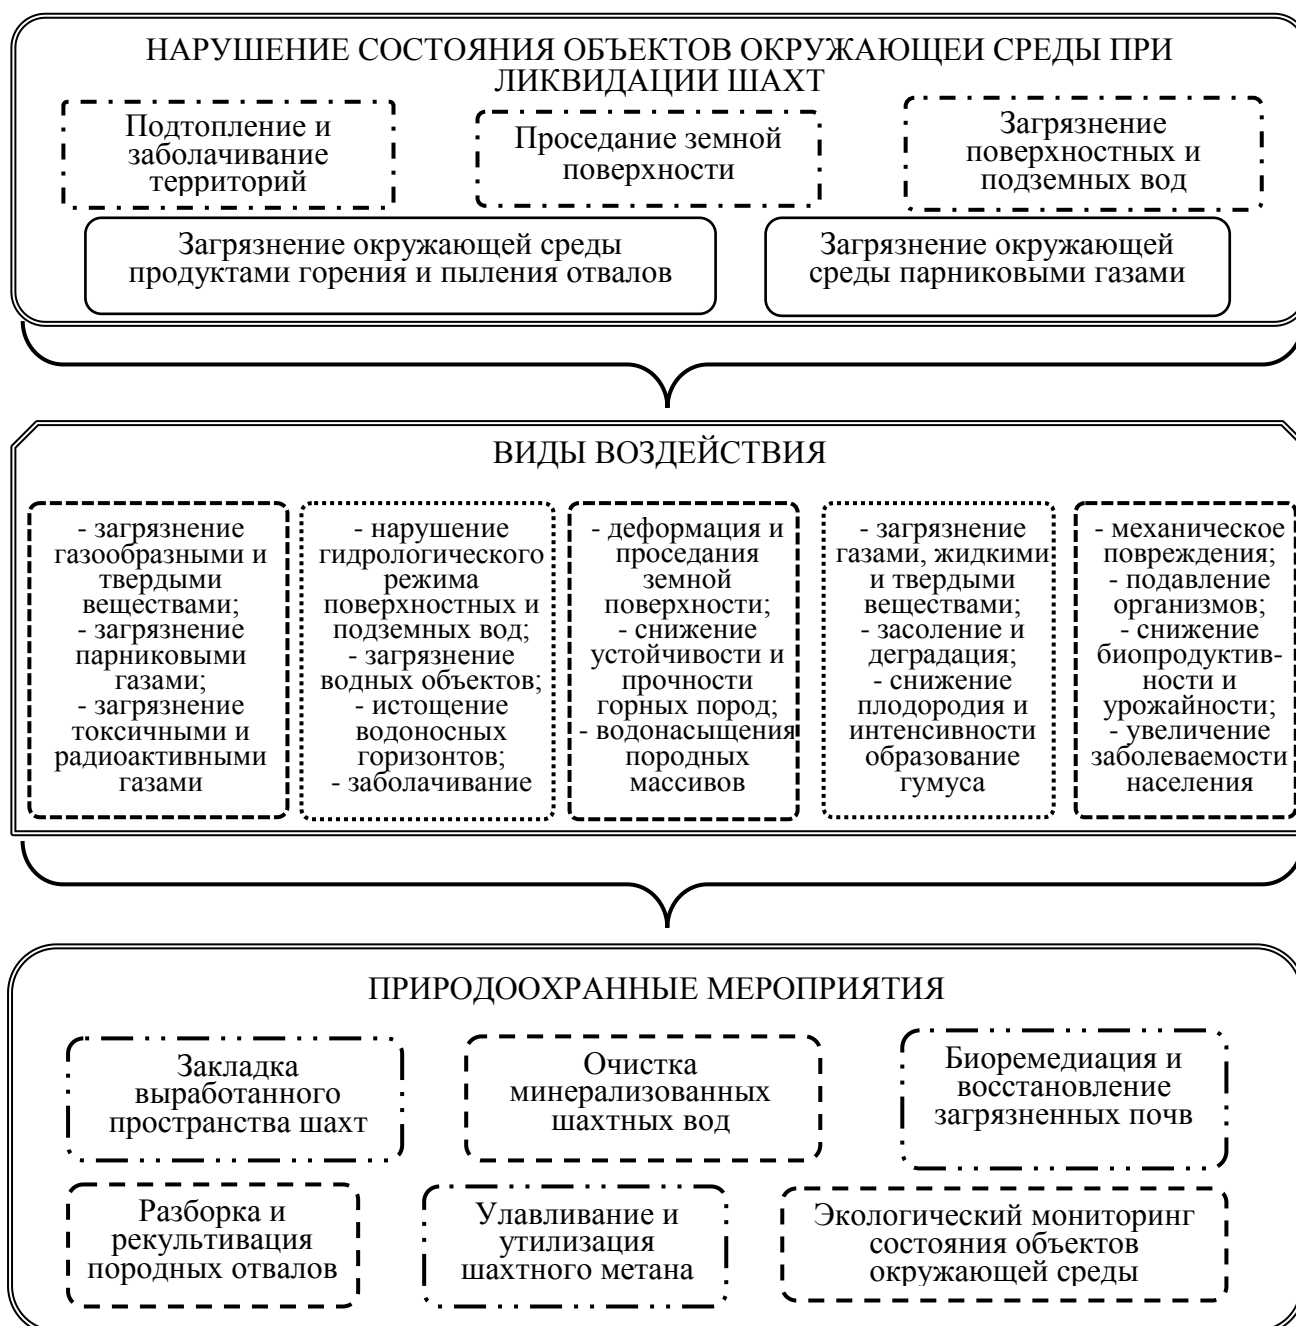 НАРУШЕНИЕ СОСТОЯНИЯ ОБЪЕКТОВ ОКРУЖАЮЩЕИ СРЕДЫ ПРИ
ЛИКВИДАЦИИ ШАХТ
Подтопление и
заболачивание
территорий
Проседание земной
поверхности
Загрязнение
поверхностных и
подземных вод
Загрязнение окружающей среды
продуктами горения и пыления отвалов
Загрязнение окружающей
среды парниковыми газами
ВИДЫ ВОЗДЕЙСТВИЯ
- загрязнение
газообразными и
твердыми
веществами;
- загрязнение
парниковыми
газами;
- загрязнение
токсичными и
радиоактивными
газами
- нарушение
гидрологического
режима
поверхностных и
подземных вод;
- загрязнение
водных объектов;
- истощение
водоносных
горизонтов;
- заболачивание
- деформация и
проседания
земной
поверхности;
- снижение
устойчивости и
прочности
горных пород;
- водонасыщения
породных
массивов
- загрязнение
газами, жидкими
и твердыми
веществами;
- засоление и
деградация;
- снижение
плодородия и
интенсивности
образование
гумуса
- механическое
повреждения;
- подавление
организмов;
- снижение
биопродуктив-
ности и
урожайности;
- увеличение
заболеваемости
населения
ПРИРОДООХРАННЫЕ МЕРОПРИЯТИЯ
Закладка
выработанного
пространства шахт
Очистка
минерализованных
шахтных вод
Биоремедиация и
восстановление
загрязненных почв
Разборка и
рекультивация
породных отвалов
Улавливание и
утилизация
шахтного метана
Экологический мониторинг
состояния объектов
окружающей среды